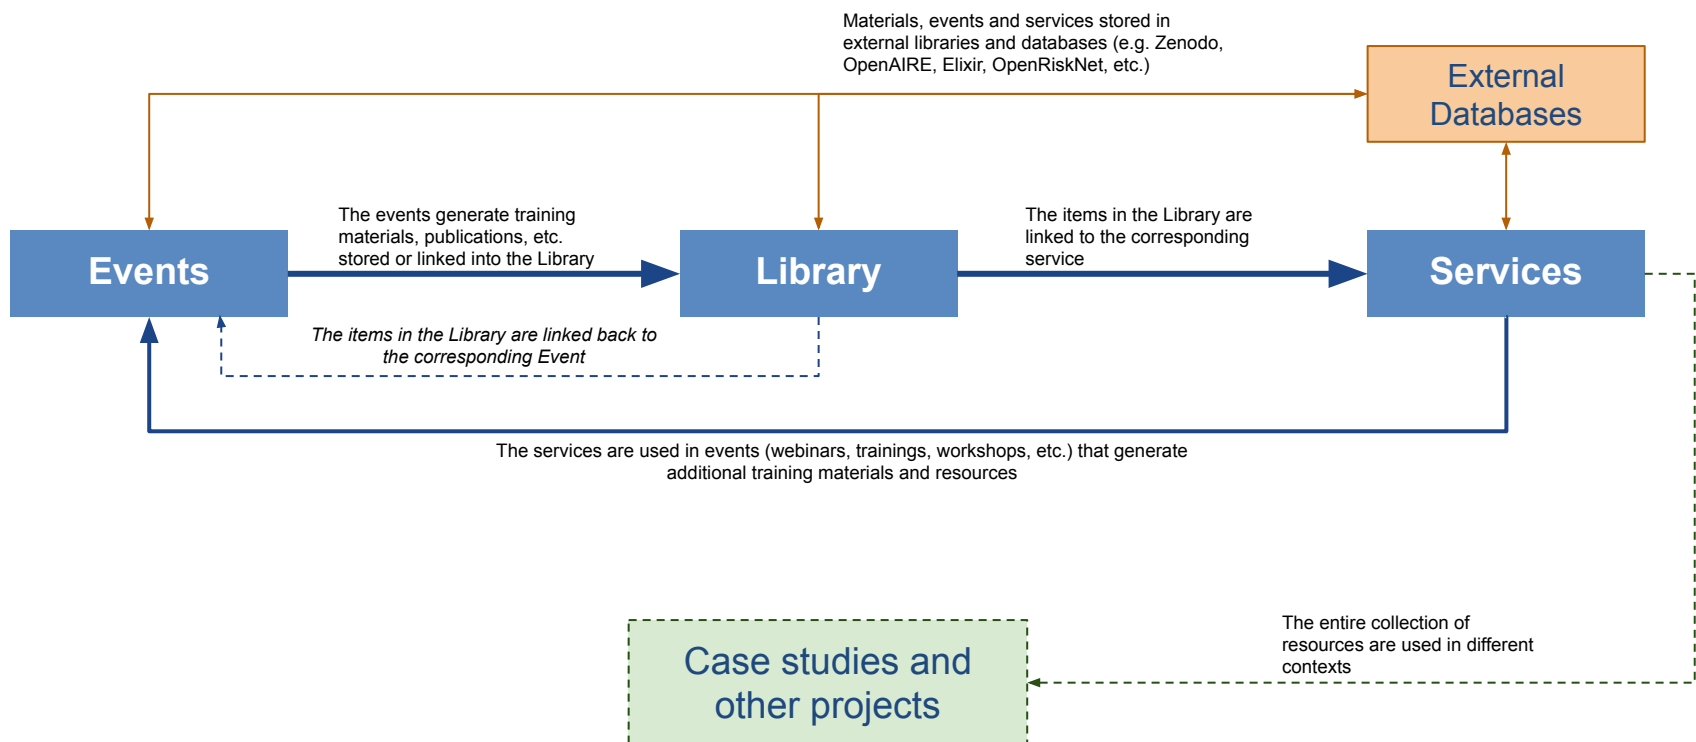 Materials, events and services stored in
external libraries and databases (e.g. Zenodo,
OpenAIRE, Elixir, OpenRiskNet, etc.)
External
Databases
The events generate training
materials, publications, etc.
stored or linked into the Library
The items in the Library are
linked to the corresponding
service
Events
Library
Services
The items in the Library are linked back to
the corresponding Event
The services are used in events (webinars, trainings, workshops, etc.) that generate
additional training materials and resources
The entire collection of
resources are used in different
contexts
Case studies and
other projects